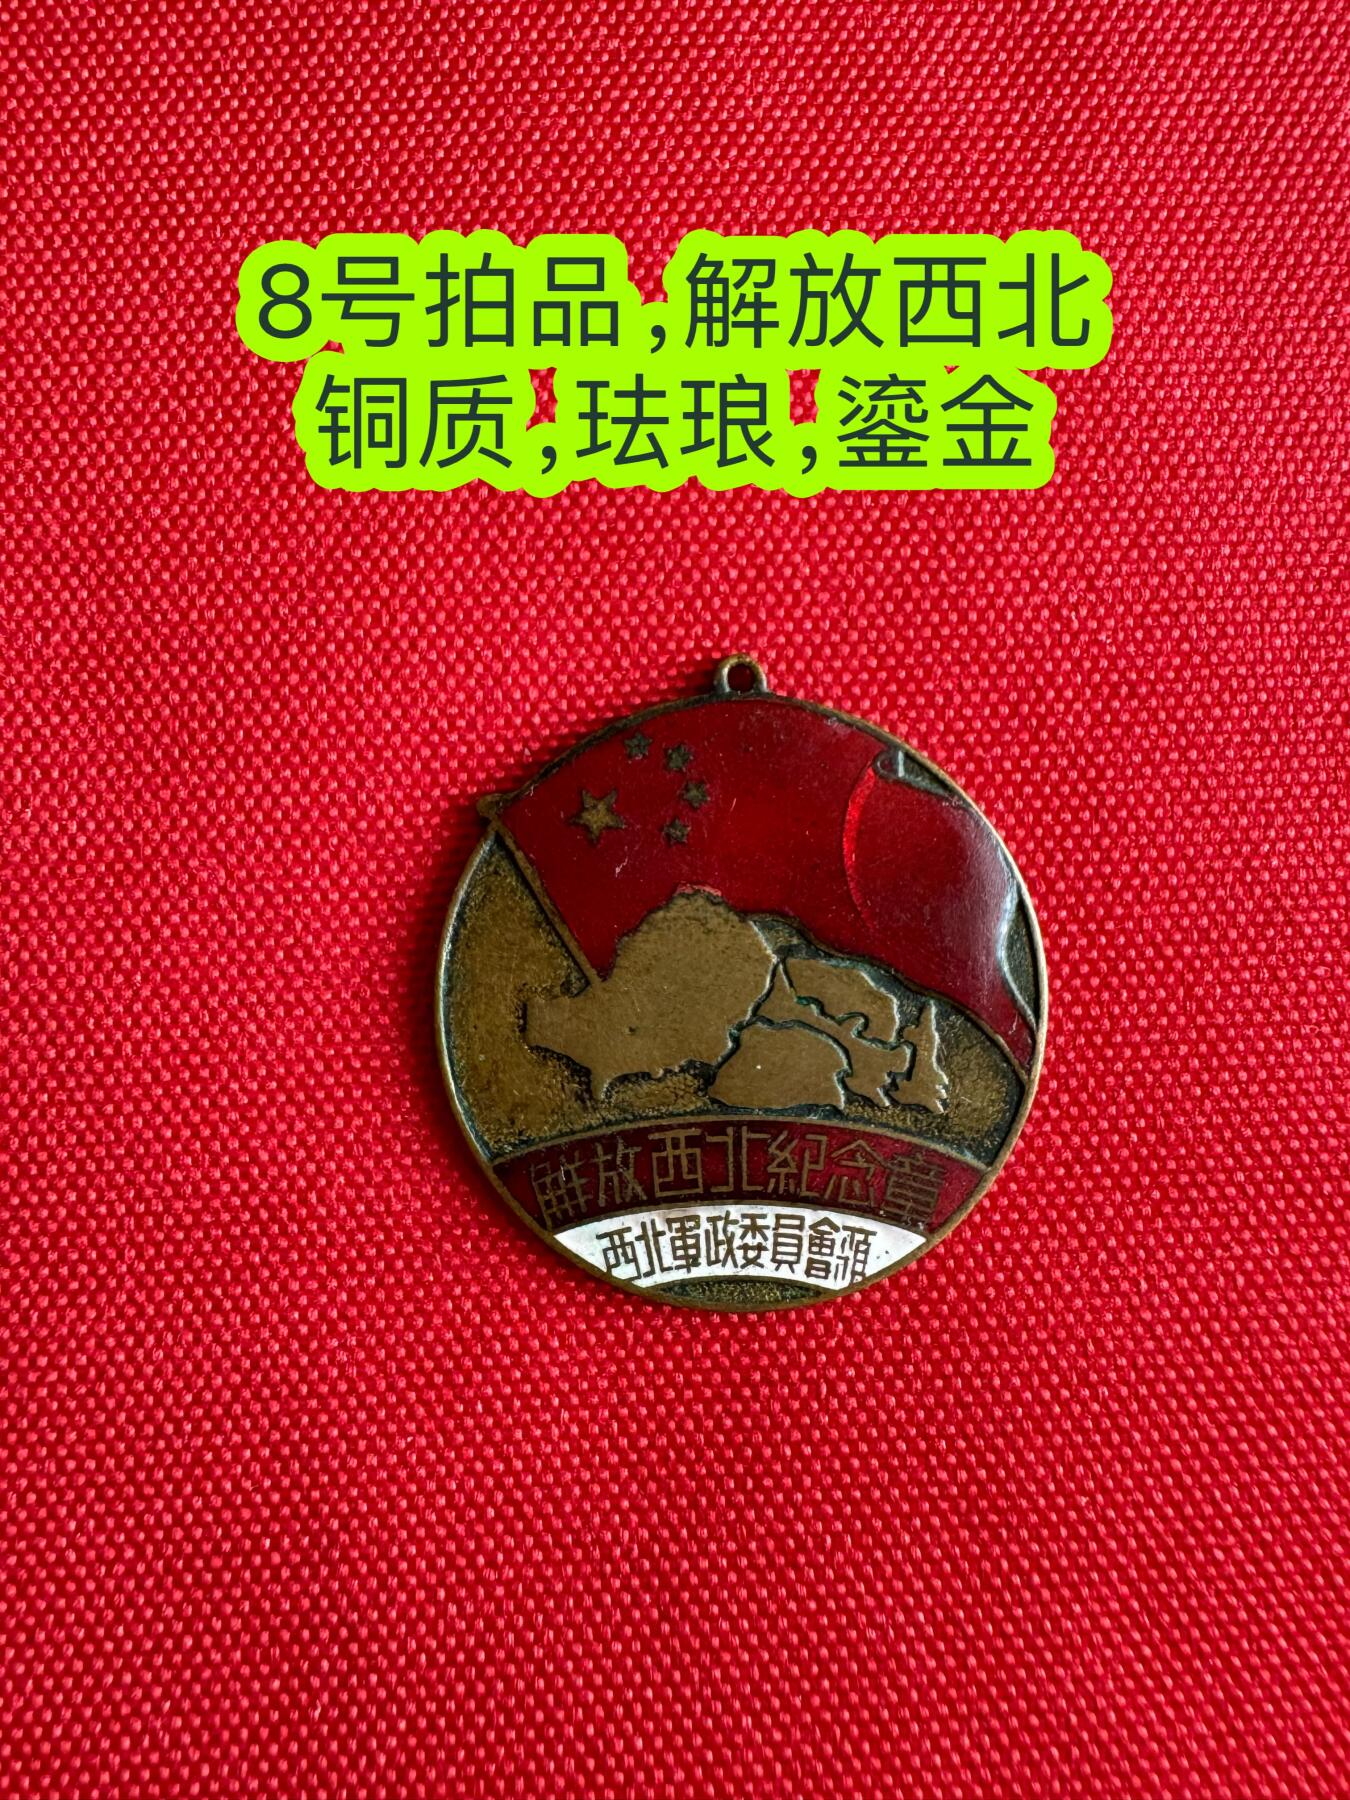 8号拍品,解放西北
铜质,珐琅,鎏金
解放西北紀念章
西北軍政委員會頒